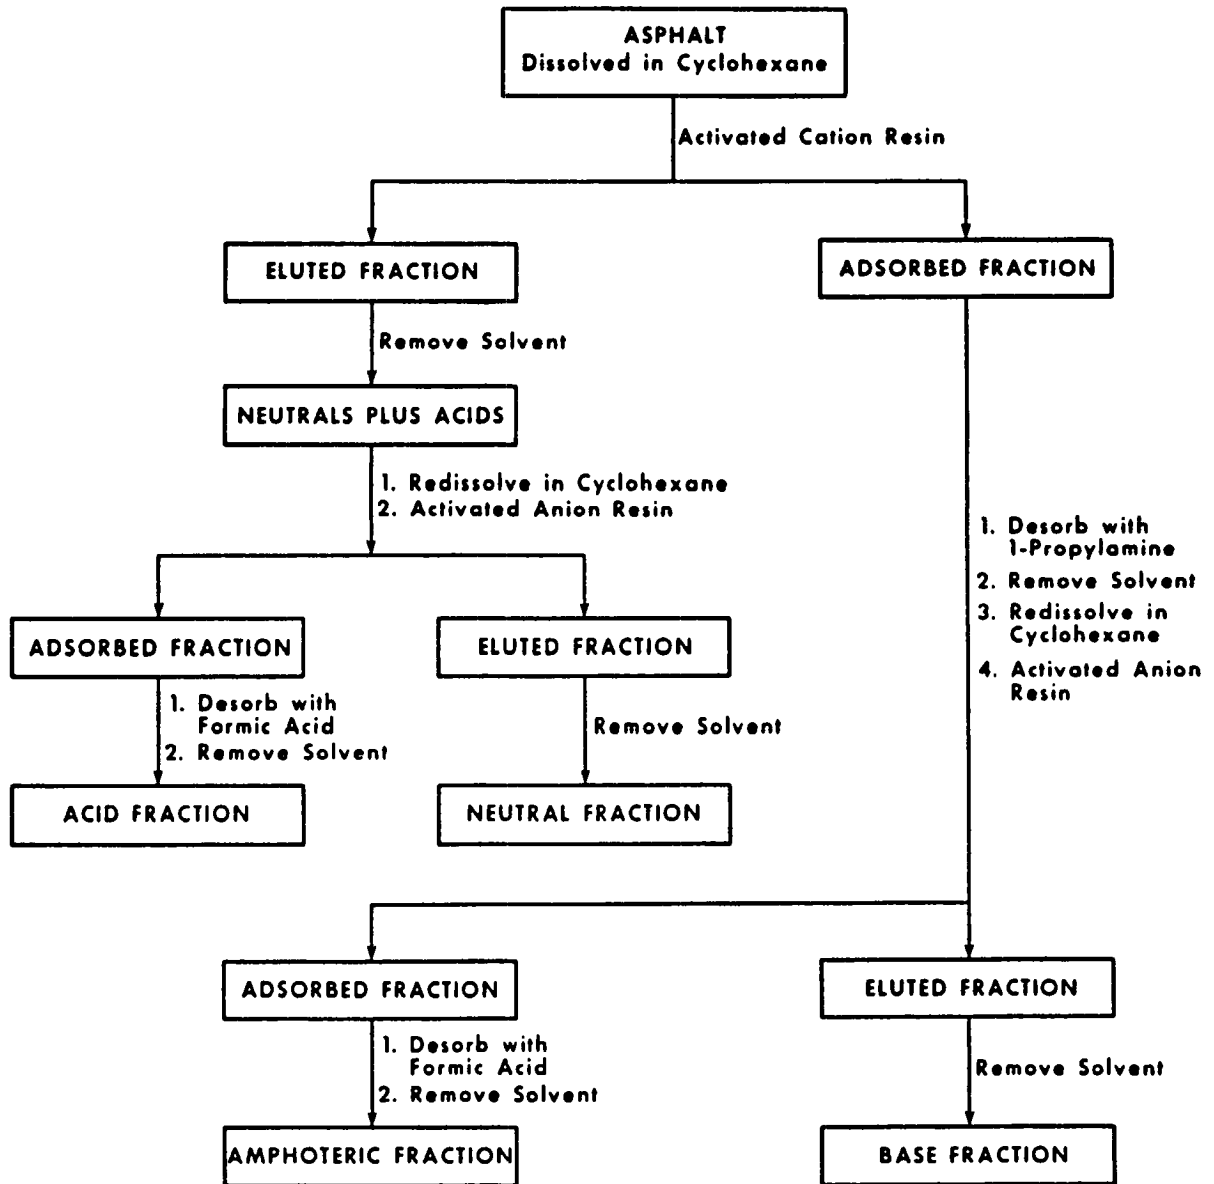 ASPHALT
Dissolved in Cyclohexane
Activated Cation Resin
ELUTED FRACTION
ADSORBED FRACTION
Remove Solvent
NEUTRALS PLUS ACIDS
1. Redissolve in Cyclohexane
2. Activated Anion Resin
1. Desorb with
1-Propylamine
2. Remove Solvent
3. Redissolve in
Cyclohexane
4. Activated Anion
Resin
ADSORBED FRACTION
ELUTED FRACTION
1. Desorb with
Formic Acid
2. Remove Solvent
Remove Solvent
ACID FRACTION
NEUTRAL FRACTION
ADSORBED FRACTION
ELUTED FRACTION
1. Desorb with
Formic Acid
2. Remove Solvent
Remove Solvent
AMPHOTERIC FRACTION
BASE FRACTION